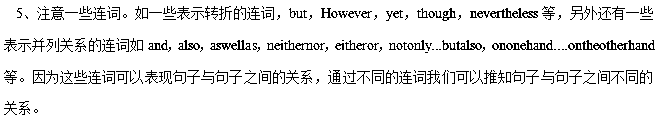 5、注意一些连词。如一些表示转折的连词，but，However，yet，though，nevertheless 等，另外还有一些
表示并列关系的连词如 and，also，aswellas，neithernor，eitheror，notonly...butalso，ononehand....ontheotherhand
等。因为这些连词可以表现句子与句子之间的关系，通过不同的连词我们可以推知句子与句子之间不同的
关系。